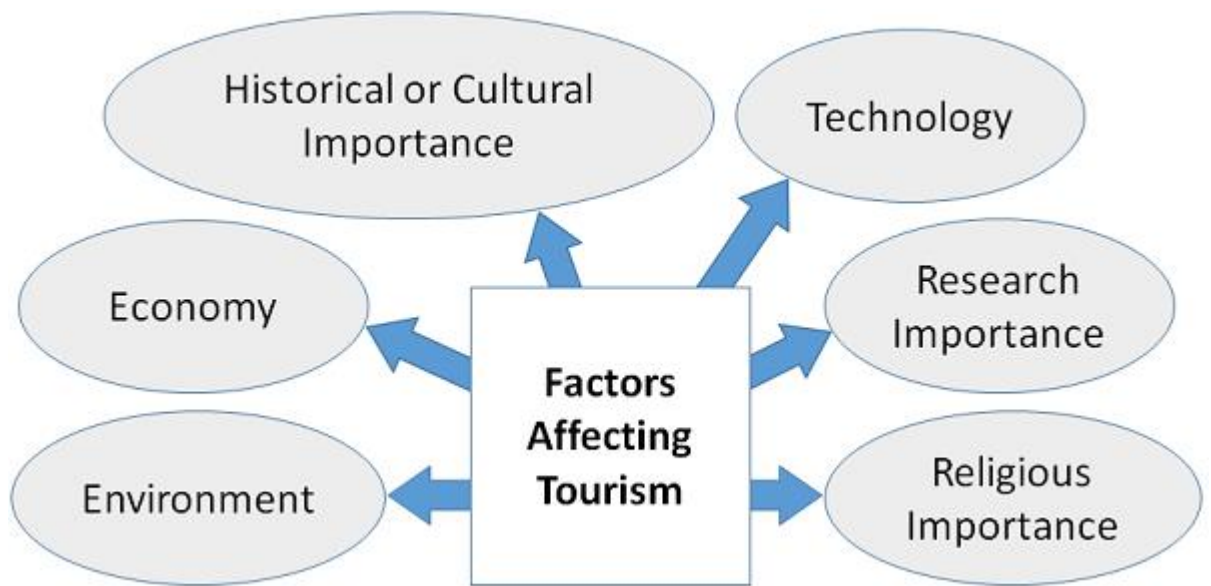 Historical or Cultural
Importance
Technology
Economy
Research
Importance
Factors
Affecting
Tourism
Environment
Religious
Importance